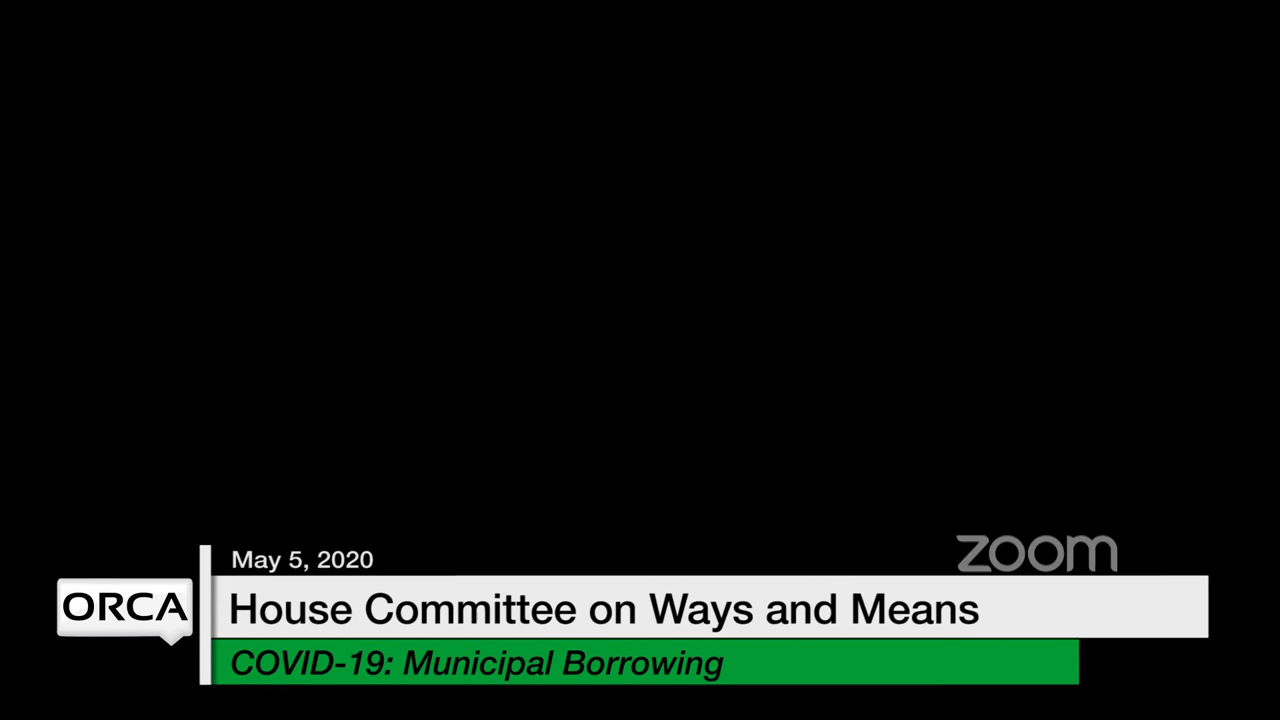 May 5, 2020
zoom
ORCA
House Committee on Ways and Means
COVID-19: Municipal Borrowing